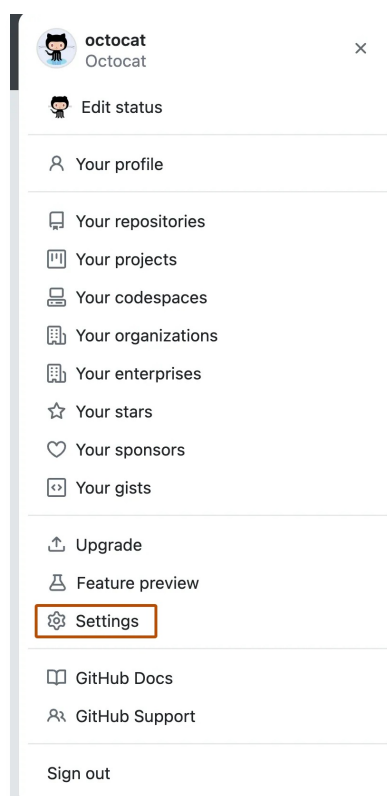 octocat
Octocat
Edit status
Your profile
Your repositories
Your projects
Your codespaces
Your organizations
Your enterprises
Your stars
Your sponsors
Your gists
Upgrade
Feature preview
Settings
GitHub Docs
GitHub Support
Sign out